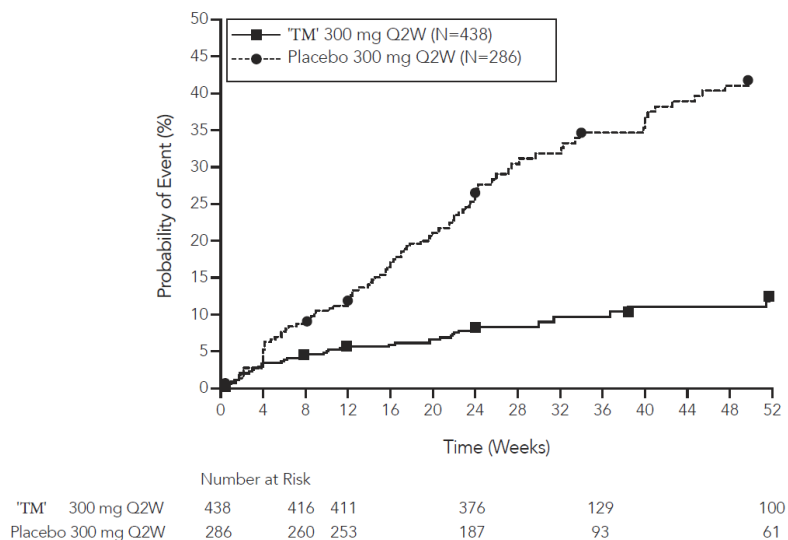 50
45
40
35
30
25
20
15
10
5
0
Probability of Event (%)
'TM' 300 mg Q2W (N=438)
Placebo 300 mg Q2W (N=286)
0 4 8 12 16 20 24 28 32 36 40 44 48 52
Time (Weeks)
Number at Risk
'TM' 300 mg Q2W 438 416 411 376 129 100
Placebo 300 mg Q2W 286 260 253 187 93 61